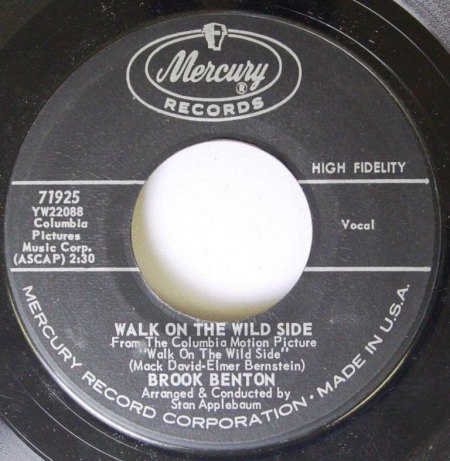 Mercury
®
RECORDS
HIGH FIDELITY
71925
YW22088
Columbia
Pictures
Music Corp.
(ASCAP) 2:30
Vocal
WALK ON THE WILD SIDE
From The Columbia Motion Picture
"Walk On The Wild Side"
(Mack David-Elmer Bernstein)
BROOK BENTON
Arranged & Conducted by
Stan Applebaum
MERCURY RECORD CORPORATION • MADE IN U.S.A.